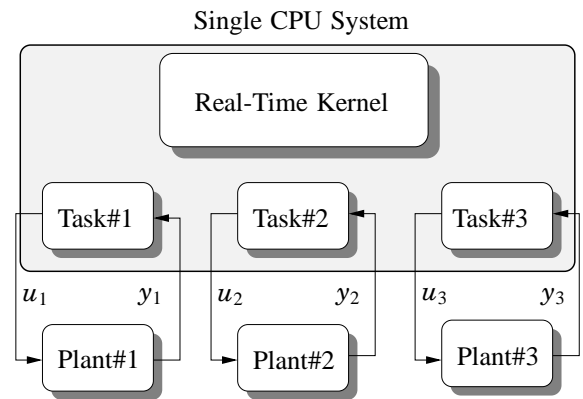 Single CPU System
Real-Time Kernel
Task#1 Task#2 Task#3
u₁ y₁ u₂ y₂ u₃ y₃
Plant#1 Plant#2 Plant#3